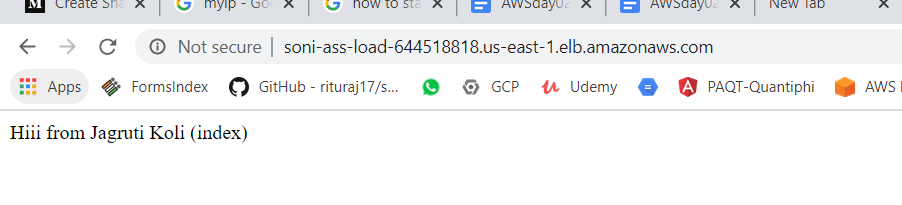 Create Sha
myip - Goo
how to sta
AWSday02
AWSday02
New Tab
Not secure | soni-ass-load-644518818.us-east-1.elb.amazonaws.com
Apps FormsIndex GitHub - rituraj17/s... GCP Udemy PAQT-Quantiphi AWS
Hiii from Jagruti Koli (index)